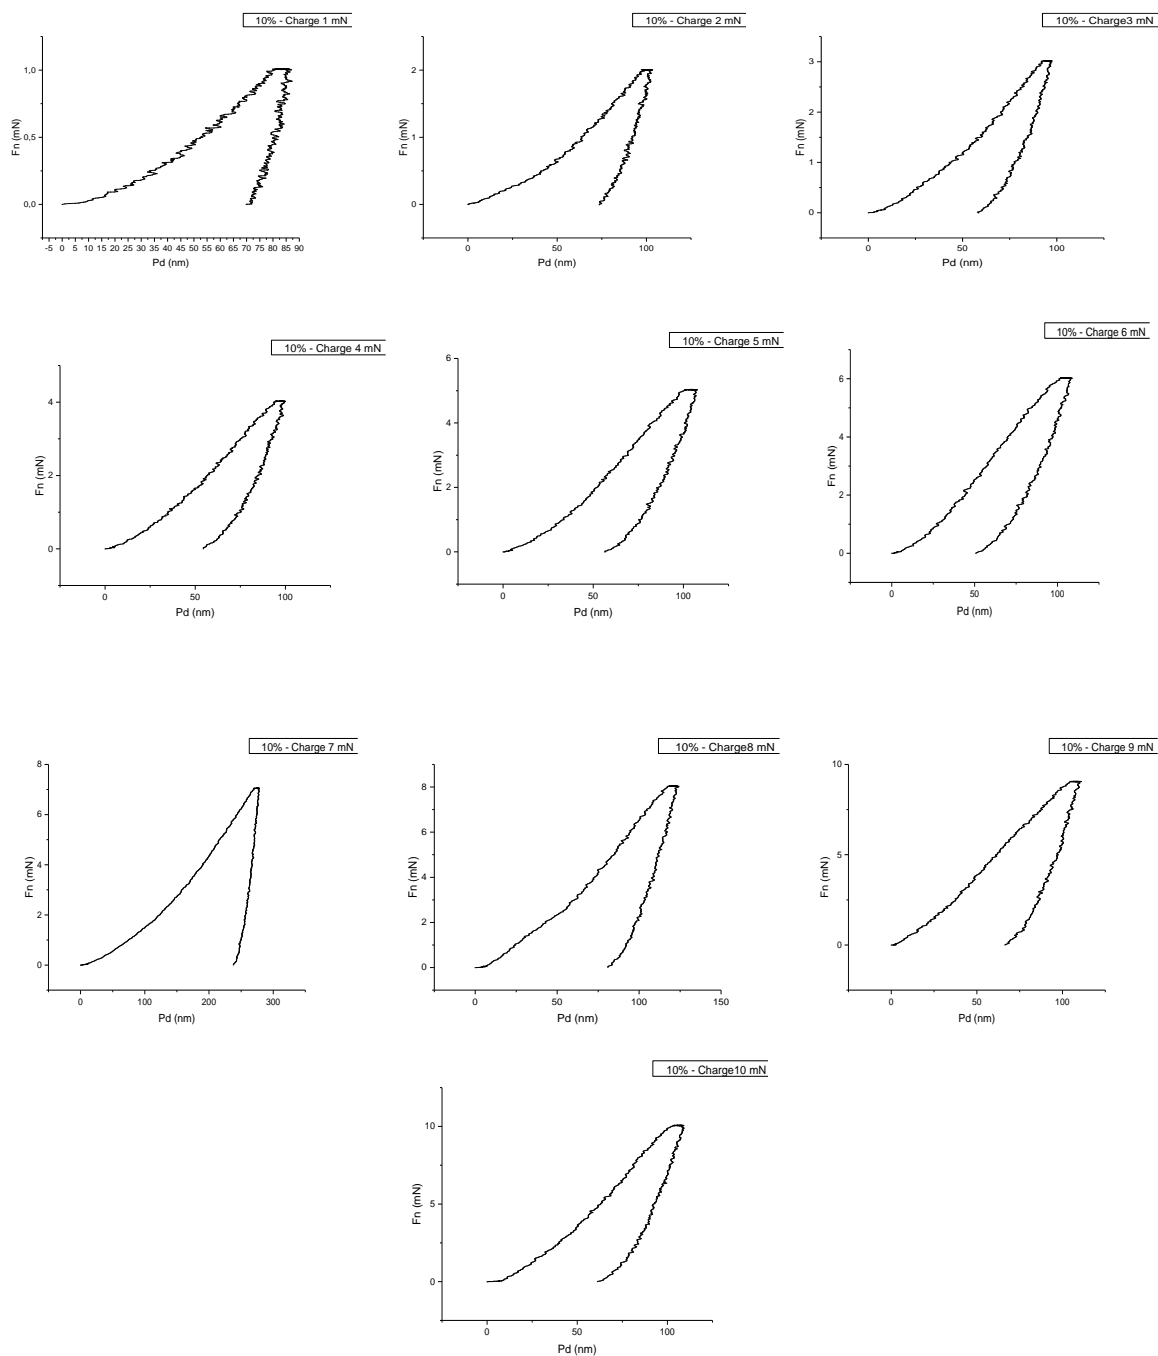 10% - Charge 1 mN
1,0
0,5
0,0
Fn (mN)
-5 0 5 10 15 20 25 30 35 40 45 50 55 60 65 70 75 80 85 90
Pd (nm)
10% - Charge 2 mN
2
1
0
Fn (mN)
0 50 100
Pd (nm)
10% - Charge3 mN
3
2
1
0
Fn (mN)
0 50 100
Pd (nm)
10% - Charge 4 mN
4
2
0
Fn (mN)
0 50 100
Pd (nm)
10% - Charge 5 mN
6
4
2
0
Fn (mN)
0 50 100
Pd (nm)
10% - Charge 6 mN
6
4
2
0
Fn (mN)
0 50 100
Pd (nm)
10% - Charge 7 mN
8
6
4
2
0
Fn (mN)
0 100 200 300
Pd (nm)
10% - Charge8 mN
8
6
4
2
0
Fn (mN)
0 50 100 150
Pd (nm)
10% - Charge 9 mN
10
5
0
Fn (mN)
0 50 100
Pd (nm)
10% - Charge10 mN
10
5
0
Fn (mN)
0 50 100
Pd (nm)